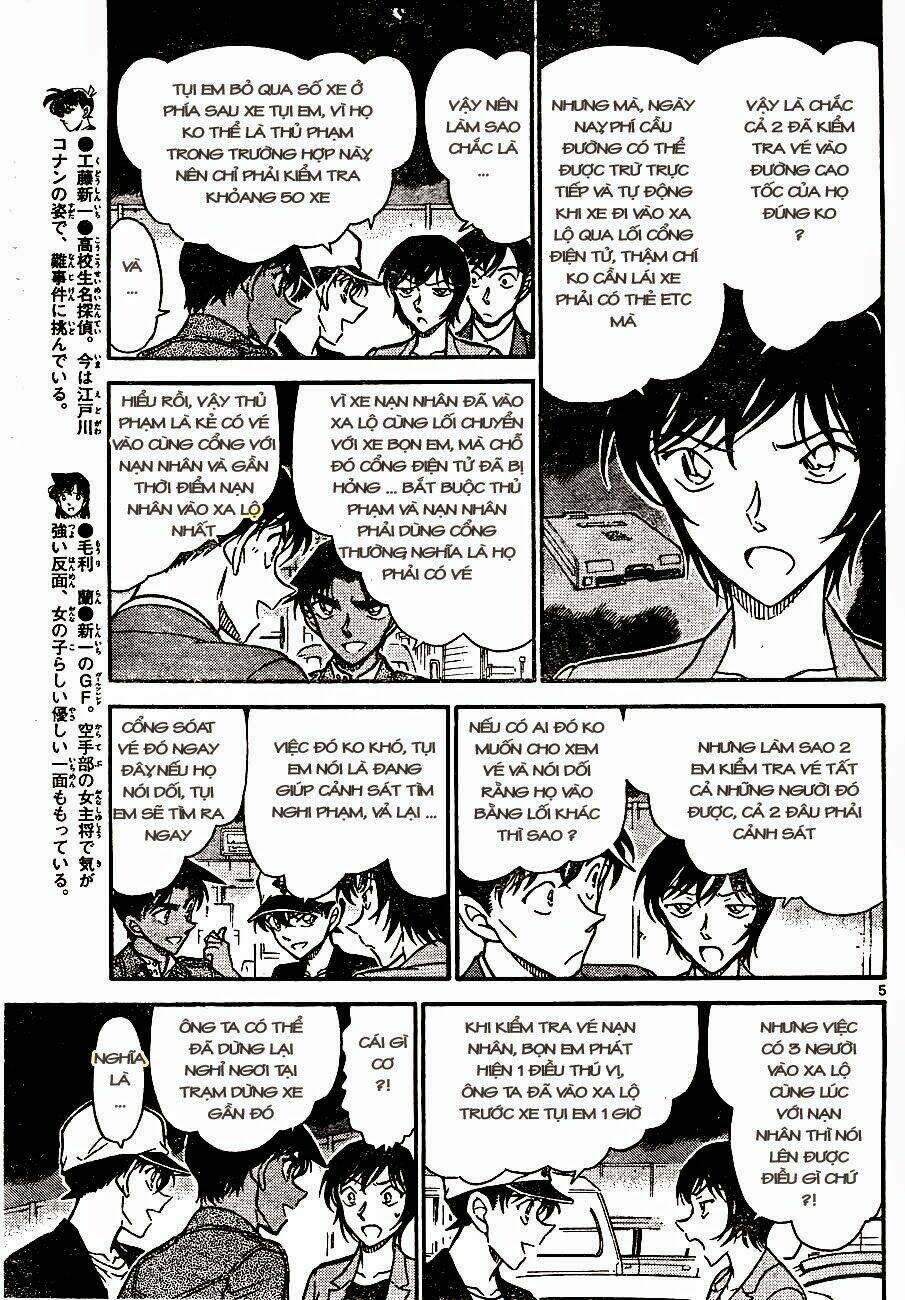 VẬY LÀ CHẮC
CẢ 2 ĐÃ KIỂM
TRA VÉ VÀO
ĐƯỜNG CAO
TỐC CỦA HỌ
ĐÚNG KO ?
NHƯNG MÀ, NGÀY
NAY, PHÍ CẦU
ĐƯỜNG CÓ THỂ
ĐƯỢC TRỪ TRỰC
TIẾP VÀ TỰ ĐỘNG
KHI XE ĐI VÀO XA
LỘ QUA LỐI CỔNG
ĐIỆN TỬ, THẬM CHÍ
KO CẦN LÁI XE
PHẢI CÓ THẺ ETC
MÀ
VẬY NÊN
LÀM SAO
CHẮC LÀ
...
TỤI EM BỎ QUA SỐ XE Ở
PHÍA SAU XE TỤI EM, VÌ HỌ
KO THỂ LÀ THỦ PHẠM
TRONG TRƯỜNG HỢP NÀY,
NÊN CHỈ PHẢI KIỂM TRA
KHOẢNG 50 XE
VÀ
...
VÌ XE NẠN NHÂN ĐÃ VÀO
XA LỘ CÙNG LỐI CHUYỂN
VỚI XE BỌN EM, MÀ CHỖ
ĐÓ CỔNG ĐIỆN TỬ ĐÃ BỊ
HỎNG ... BẮT BUỘC THỦ
PHẠM VÀ NẠN NHÂN
PHẢI DÙNG CỔNG
THƯỜNG NGHĨA LÀ HỌ
PHẢI CÓ VÉ
HIỂU RỒI, VẬY THỦ
PHẠM LÀ KẺ CÓ VÉ
VÀO CÙNG CỔNG VỚI
NẠN NHÂN VÀ GẦN
THỜI ĐIỂM NẠN
NHÂN VÀO XA LỘ
NHẤT
NHƯNG LÀM SAO 2
EM KIỂM TRA VÉ TẤT
CẢ NHỮNG NGƯỜI ĐÓ
ĐƯỢC, CẢ 2 ĐÂU PHẢI
CẢNH SÁT
NẾU CÓ AI ĐÓ KO
MUỐN CHO XEM
VÉ VÀ NÓI DỐI
RẰNG HỌ VÀO
BẰNG LỐI KHÁC
THÌ SAO ?
VIỆC ĐÓ KO KHÓ, TỤI
EM NÓI LÀ ĐANG
GIÚP CẢNH SÁT TÌM
NGHI PHẠM, VẢ LẠI ...
CỔNG SÓAT
VÉ ĐÓ NGAY
ĐÂY, NẾU HỌ
NÓI DỐI, TỤI
EM SẼ TÌM RA
NGAY
5
NHƯNG VIỆC
CÓ 3 NGƯỜI
VÀO XA LỘ
CÙNG LÚC
VỚI NẠN
NHÂN THÌ NÓI
LÊN ĐƯỢC
ĐIỀU GÌ CHỨ
?!
KHI KIỂM TRA VÉ NẠN
NHÂN, BỌN EM PHÁT
HIỆN 1 ĐIỀU THÚ VỊ,
ÔNG TA ĐÃ VÀO XA LỘ
TRƯỚC XE TỤI EM 1 GIỜ
CÁI GÌ
CƠ
?!
ÔNG TA CÓ THỂ
ĐÃ DỪNG LẠI
NGHỈ NGƠI TẠI
TRẠM DỪNG XE
GẦN ĐÓ
NGHĨA
LÀ
...
●工藤新一●高校生名探偵。今は江戸川
コナンの姿で、難事件に挑んでいる。
●毛利　蘭●新一のGF。空手部の女主将で気が
強い反面、女の子らしい優しい一面ももっている。